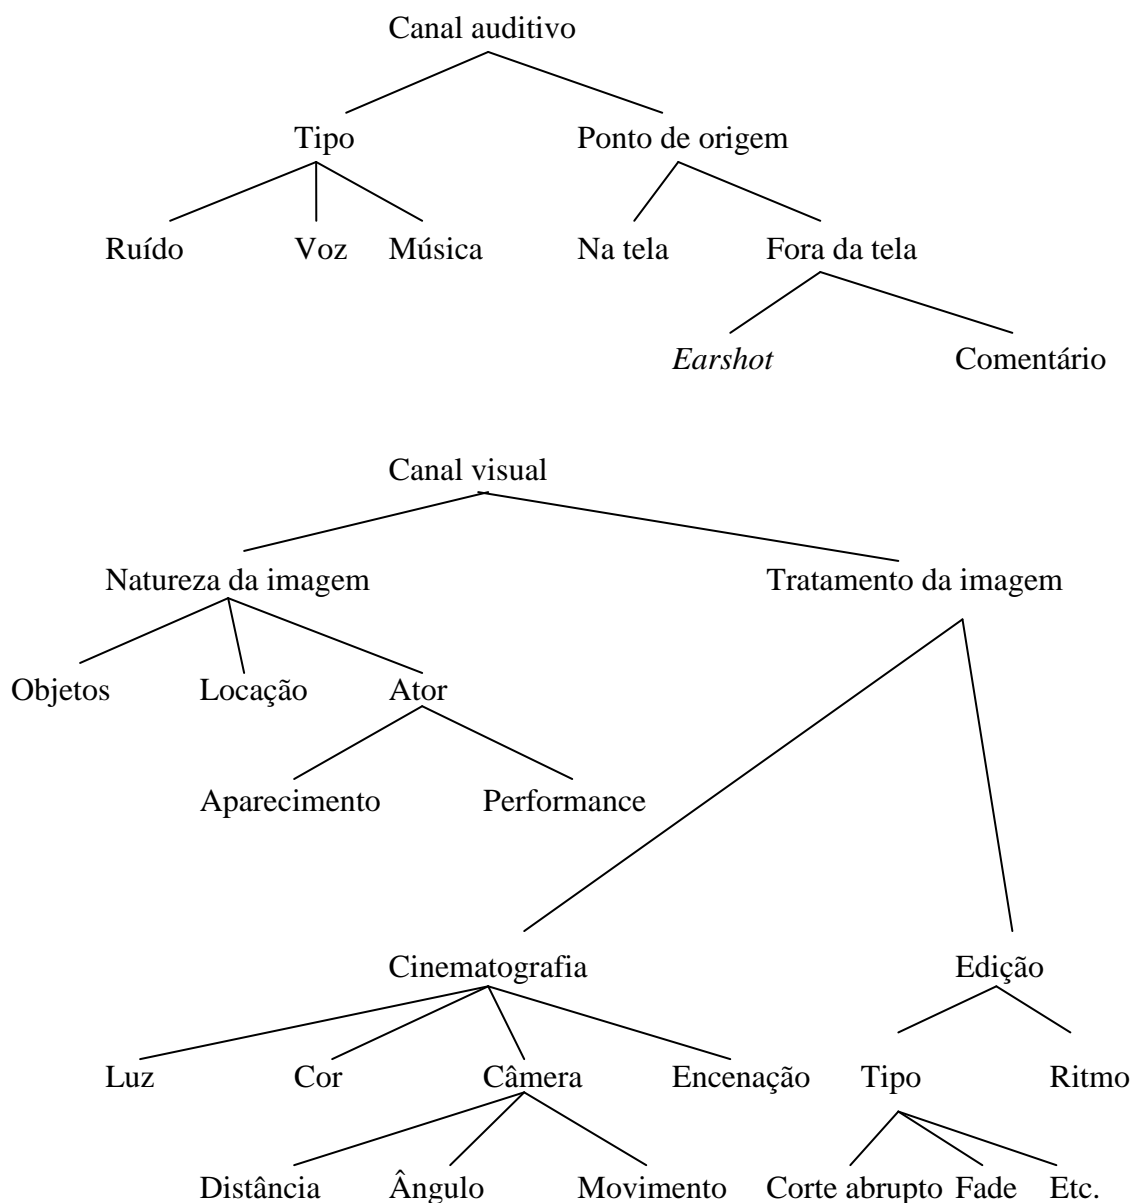 Canal auditivo
Tipo Ponto de origem
Ruído Voz Música Na tela Fora da tela
Earshot Comentário
Canal visual
Natureza da imagem Tratamento da imagem
Objetos Locação Ator
Aparecimento Performance
Cinematografia Edição
Luz Cor Câmera Encenação Tipo Ritmo
Distância Ângulo Movimento Corte abrupto Fade Etc.